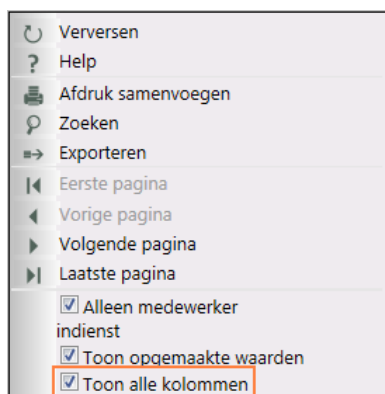 Verversen
Help
Afdruk samenvoegen
Zoeken
Exporteren
Eerste pagina
Vorige pagina
Volgende pagina
Laatste pagina
Alleen medewerker
indienst
Toon opgemaakte waarden
Toon alle kolommen